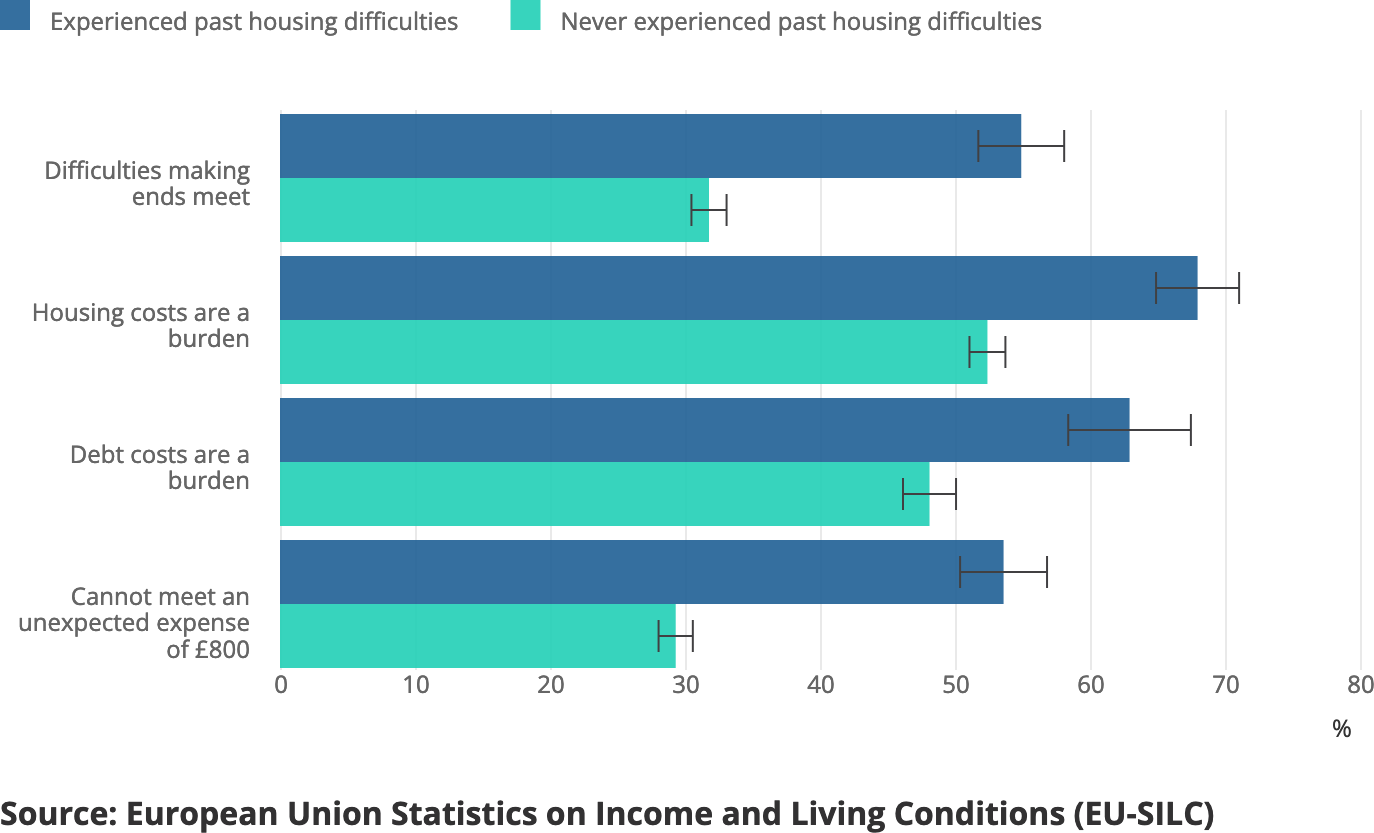 Experienced past housing difficulties
Never experienced past housing difficulties
Difficulties making
ends meet
Housing costs are a
burden
Debt costs are a
burden
Cannot meet an
unexpected expense
of £800
0 10 20 30 40 50 60 70 80
%
Source: European Union Statistics on Income and Living Conditions (EU-SILC)